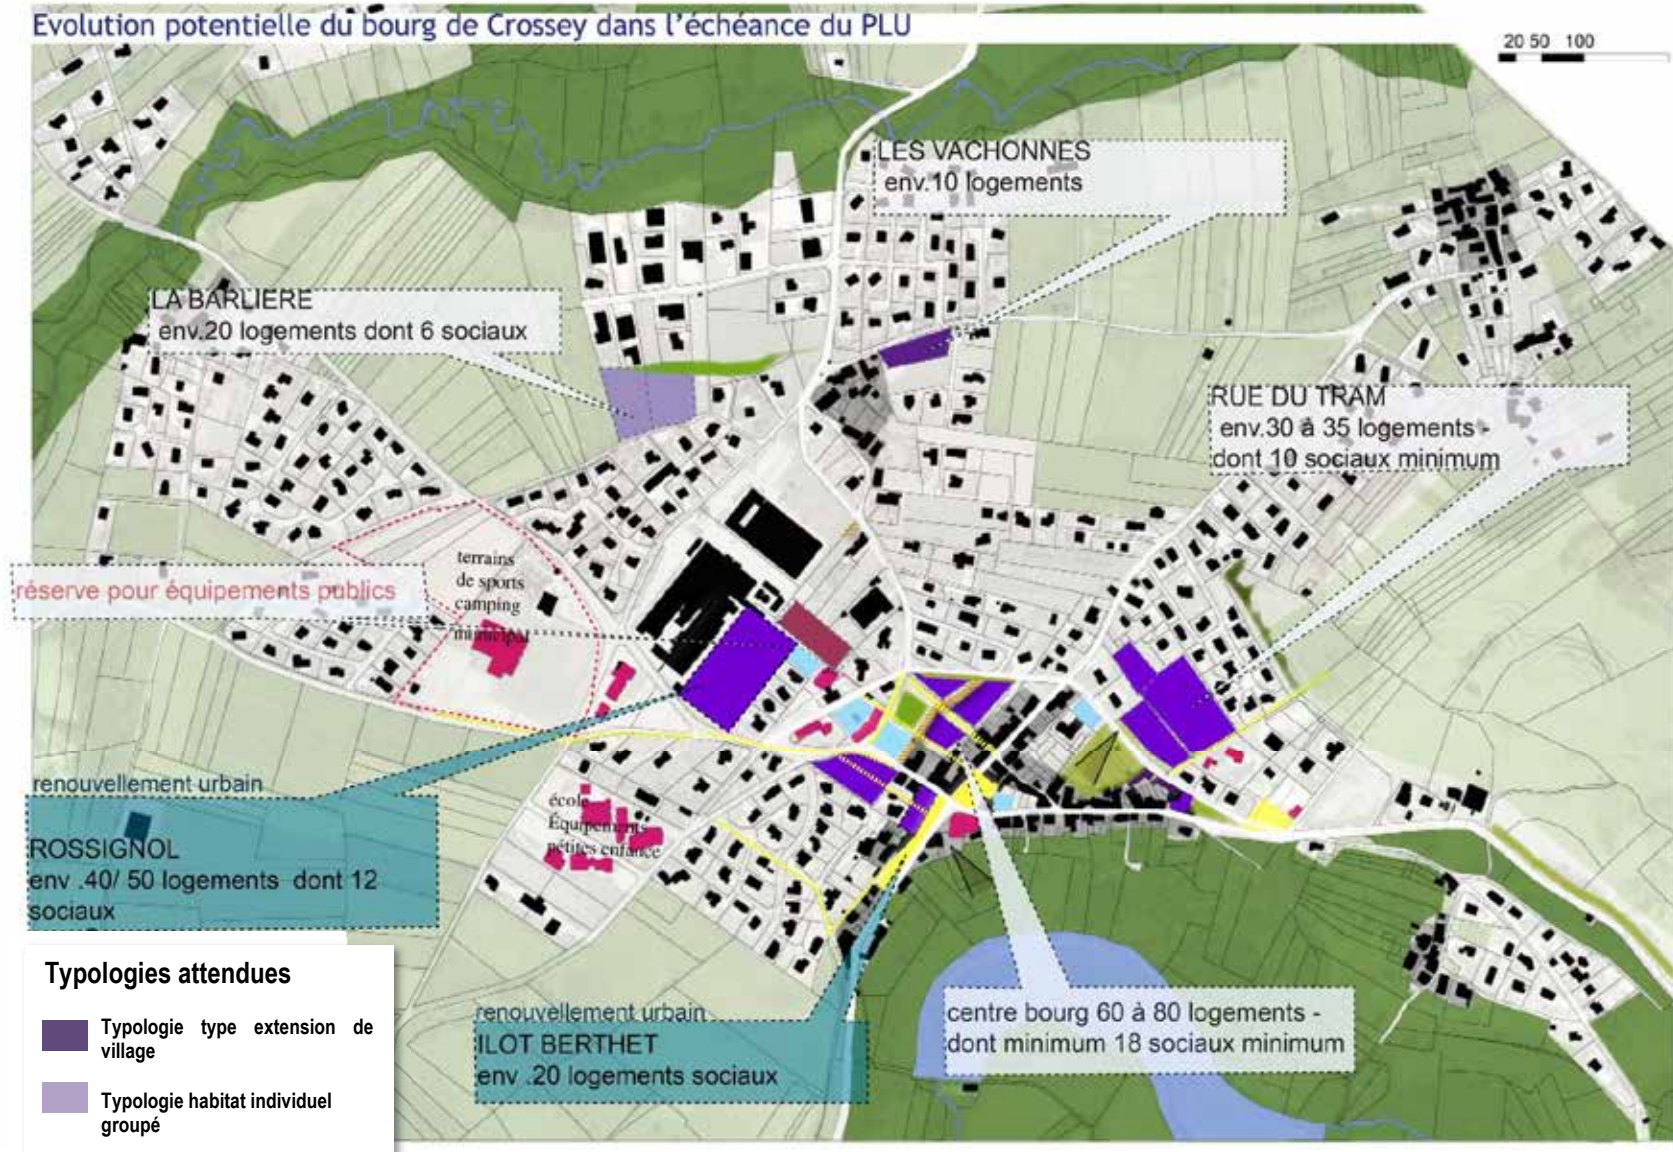 Evolution potentielle du bourg de Crossey dans l'échéance du PLU
20 50 100
LES VACHONNES
env.10 logements
LA BARLIERE
env.20 logements dont 6 sociaux
RUE DU TRAM
env.30 à 35 logements -
dont 10 sociaux minimum
terrains
de sports
camping
municipal
réserve pour équipements publics
renouvellement urbain
ROSSIGNOL
env .40/ 50 logements dont 12
sociaux
école
Équipements
pétites enfance
renouvellement urbain
ILOT BERTHET
env .20 logements sociaux
centre bourg 60 à 80 logements -
dont minimum 18 sociaux minimum
Typologies attendues
Typologie type extension de
village
Typologie habitat individuel
groupé